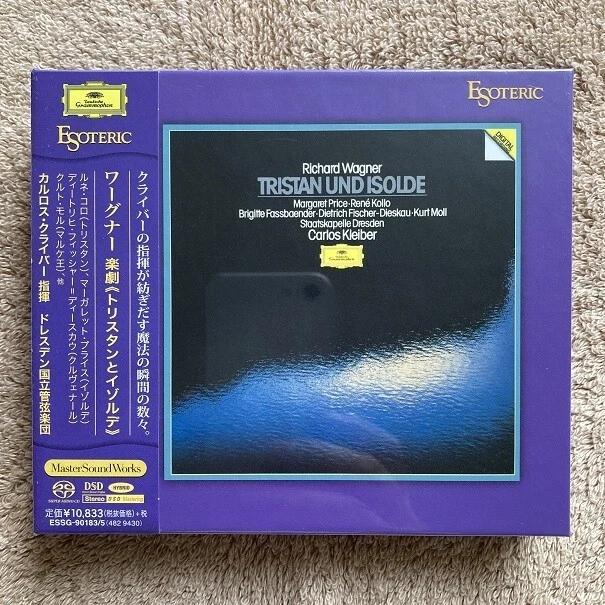 Deutsche
Grammophon
ESOTERIC
クライバーの指揮が紡ぎだす魔法の瞬間の数々。
ワーグナー 楽劇《トリスタンとイゾルデ》
ルネ・コロ(トリスタン)、マーガレット・プライス(イゾルデ)
ディートリヒ・フィッシャー=ディースカウ(クルヴェナール)
クルト・モル(マルケ王)、他
カルロス・クライバー 指揮 ドレスデン国立管弦楽団
MasterSoundWorks
SUPER AUDIO CD
DSD
HYBRID
Stereo
DSD Mastering
定価¥10,833(税抜価格)+税
ESSG-90183/5 (482 9430)
ESOTERIC
DIGITAL
Richard Wagner
TRISTAN UND ISOLDE
Margaret Price·René Kollo
Brigitte Fassbaender·Dietrich Fischer-Dieskau·Kurt Moll
Staatskapelle Dresden
Carlos Kleiber